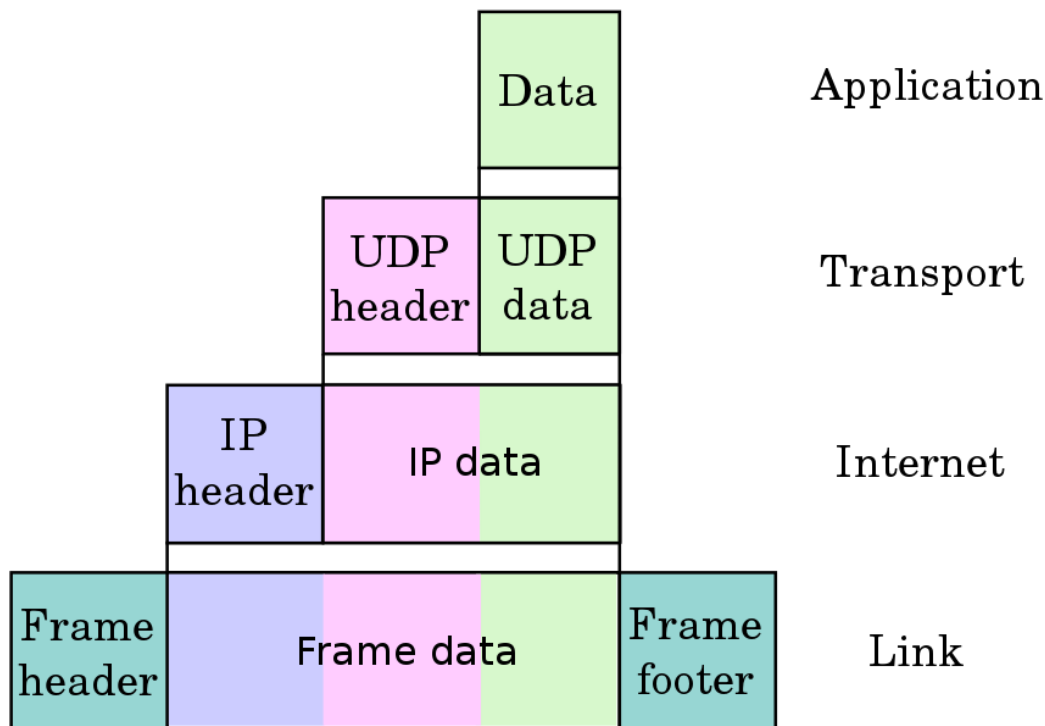 Data
Application
UDP
header
UDP
data
Transport
IP
header
IP data
Internet
Frame
header
Frame data
Frame
footer
Link